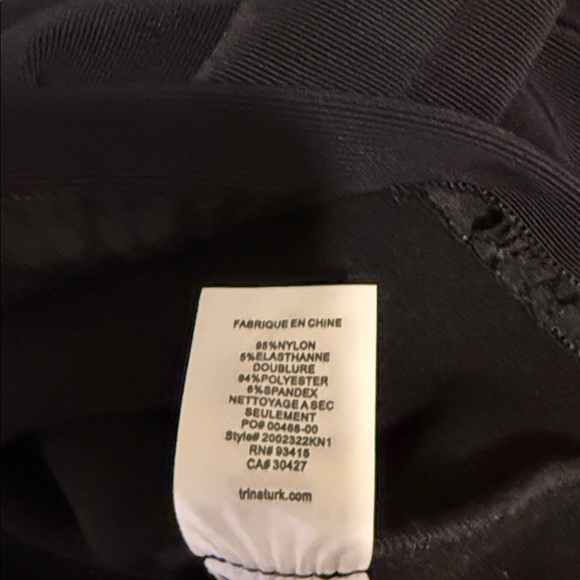 FABRIQUE EN CHINE
95%NYLON
5%ELASTHANNE
DOUBLURE
94%POLYESTER
6%SPANDEX
NETTOYAGE A SEC
SEULEMENT
PO# 00468-00
Style# 2002322KN1
RN# 93415
CA# 30427
trinaturk.com